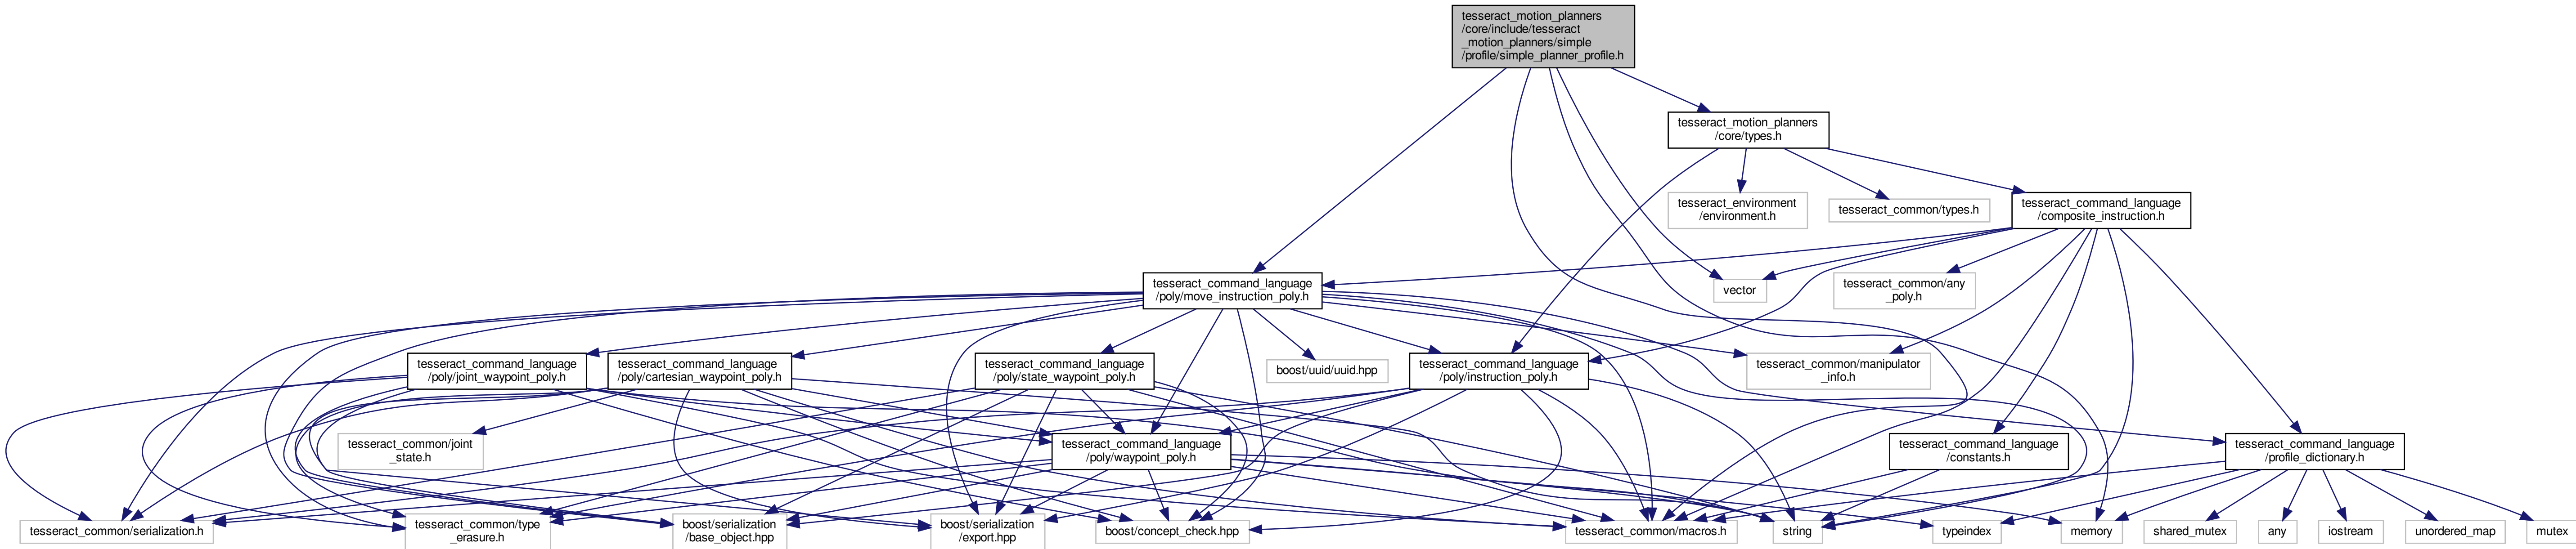 tesseract_motion_planners
/core/include/tesseract
_motion_planners/simple
/profile/simple_planner_profile.h
tesseract_motion_planners
/core/types.h
tesseract_environment
/environment.h
tesseract_common/types.h
tesseract_command_language
/composite_instruction.h
tesseract_command_language
/poly/move_instruction_poly.h
vector
tesseract_common/any
_poly.h
tesseract_command_language
/poly/joint_waypoint_poly.h
tesseract_command_language
/poly/cartesian_waypoint_poly.h
tesseract_command_language
/poly/state_waypoint_poly.h
boost/uuid/uuid.hpp
tesseract_command_language
/poly/instruction_poly.h
tesseract_common/manipulator
_info.h
tesseract_common/joint
_state.h
tesseract_command_language
/poly/waypoint_poly.h
tesseract_command_language
/constants.h
tesseract_command_language
/profile_dictionary.h
tesseract_common/serialization.h
tesseract_common/type
_erasure.h
boost/serialization
/base_object.hpp
boost/serialization
/export.hpp
boost/concept_check.hpp
tesseract_common/macros.h
string
typeindex
memory
shared_mutex
any
iostream
unordered_map
mutex